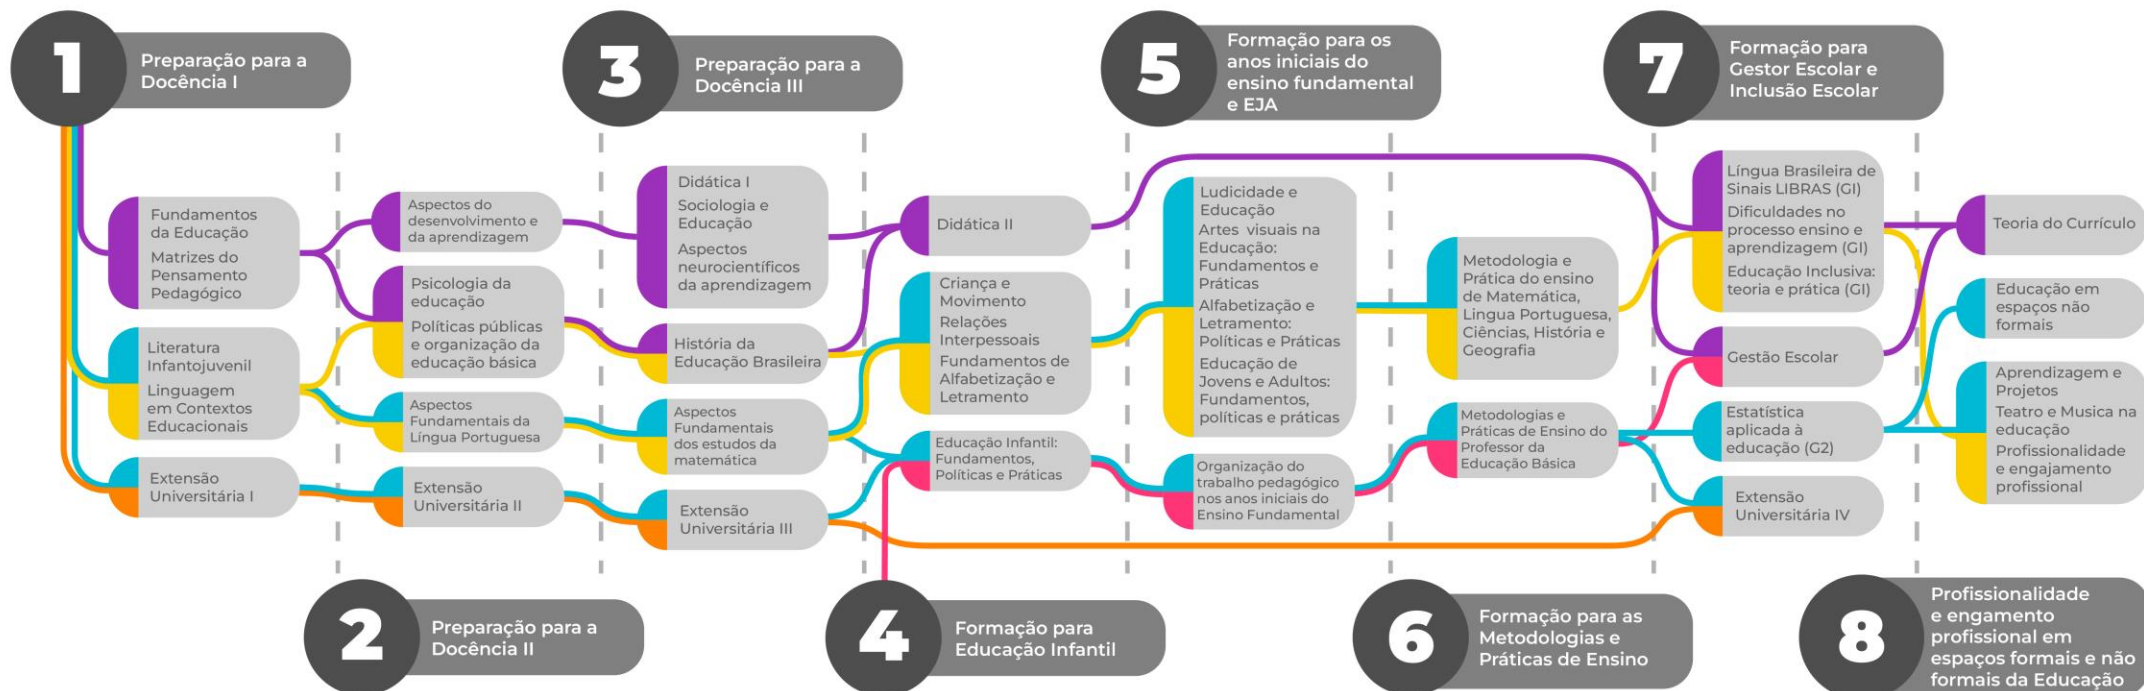 1
Preparação para a
Docência I
Fundamentos
da Educação
Matrizes do
Pensamento
Pedagógico
Literatura
Infantojuvenil
Linguagem
em Contextos
Educacionais
Extensão
Universitária I
2
Preparação para a
Docência II
Aspectos do
desenvolvimento e
da aprendizagem
Psicologia da
educação
Políticas públicas
e organização da
educação básica
Aspectos
Fundamentais da
Língua Portuguesa
Extensão
Universitária II
3
Preparação para a
Docência III
Didática I
Sociologia e
Educação
Aspectos
neurocientíficos
da aprendizagem
História da
Educação Brasileira
Aspectos
Fundamentais
dos estudos da
matemática
Extensão
Universitária III
4
Formação para
Educação Infantil
Didática II
Criança e
Movimento
Relações
Interpessoais
Fundamentos de
Alfabetização e
Letramento
Educação Infantil:
Fundamentos,
Políticas e Práticas
5
Formação para os
anos iniciais do
ensino fundamental
e EJA
Ludicidade e
Educação
Artes visuais na
Educação:
Fundamentos e
Práticas
Alfabetização e
Letramento:
Políticas e Práticas
Educação de
Jovens e Adultos:
Fundamentos,
políticas e práticas
Organização do
trabalho pedagógico
nos anos iniciais do
Ensino Fundamental
6
Formação para as
Metodologias e
Práticas de Ensino
Metodologia e
Prática do ensino
de Matemática,
Lingua Portuguesa,
Ciências, História e
Geografia
Metodologias e
Práticas de Ensino do
Professor da
Educação Básica
7
Formação para
Gestor Escolar e
Inclusão Escolar
Língua Brasileira de
Sinais LIBRAS (GI)
Dificuldades no
processo ensino e
aprendizagem (GI)
Educação Inclusiva:
teoria e prática (GI)
Gestão Escolar
Estatística
aplicada à
educação (G2)
Extensão
Universitária IV
8
Profissionalidade
e engamento
profissional em
espaços formais e não
formais da Educação
Teoria do Currículo
Educação em
espaços não
formais
Aprendizagem e
Projetos
Teatro e Musica na
educação
Profissionalidade
e engajamento
profissional